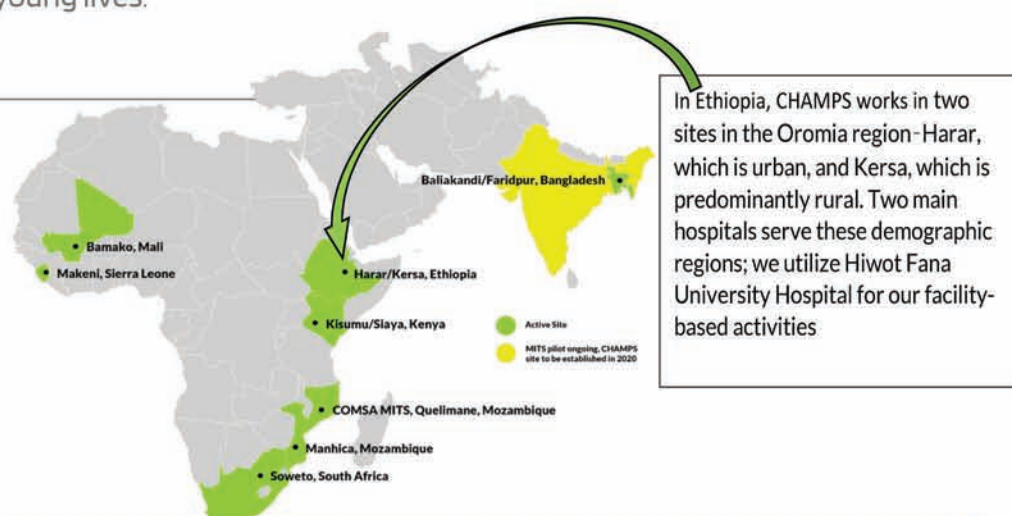 young lives.
In Ethiopia, CHAMPS works in two
sites in the Oromia region-Harar,
which is urban, and Kersa, which is
predominantly rural. Two main
hospitals serve these demographic
regions; we utilize Hiwot Fana
University Hospital for our facility-
based activities
Baliakandi/Faridpur, Bangladesh
Bamako, Mali
Makeni, Sierra Leone
Harar/Kersa, Ethiopia
Kisumu/Siaya, Kenya
Active Site
MITS pilot ongoing, CHAMPS
site to be established in 2020
COMSA MITS, Quelimane, Mozambique
Manhica, Mozambique
Soweto, South Africa